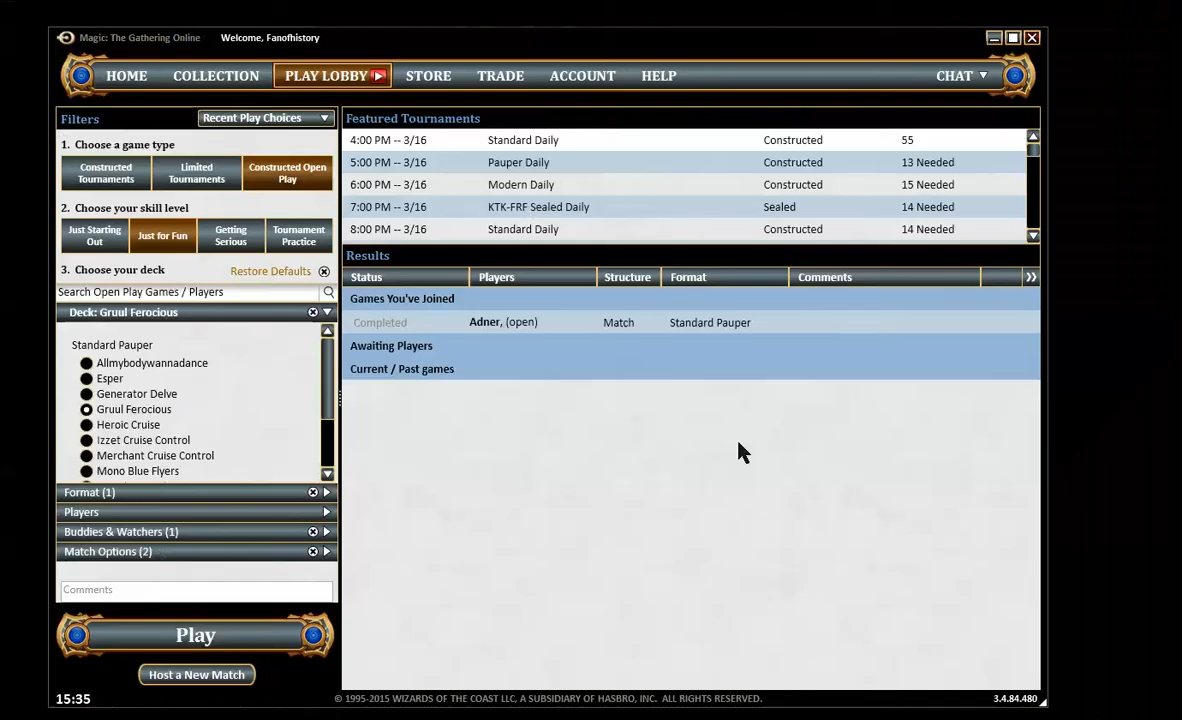 Magic: The Gathering Online Welcome, Fanofhistory
HOME COLLECTION PLAY LOBBY STORE TRADE ACCOUNT HELP CHAT
Filters Recent Play Choices
1. Choose a game type
Constructed Tournaments Limited Tournaments Constructed Open Play
2. Choose your skill level
Just Starting Out Just for Fun Getting Serious Tournament Practice
3. Choose your deck Restore Defaults
Search Open Play Games / Players
Deck: Gruul Ferocious
Standard Pauper
Allmybodywannadance
Esper
Generator Delve
Gruul Ferocious
Heroic Cruise
Izzet Cruise Control
Merchant Cruise Control
Mono Blue Flyers
Format (1)
Players
Buddies & Watchers (1)
Match Options (2)
Comments
Play
Host a New Match
15:35
Featured Tournaments
4:00 PM -- 3/16 Standard Daily Constructed 55
5:00 PM -- 3/16 Pauper Daily Constructed 13 Needed
6:00 PM -- 3/16 Modern Daily Constructed 15 Needed
7:00 PM -- 3/16 KTK-FRF Sealed Daily Sealed 14 Needed
8:00 PM -- 3/16 Standard Daily Constructed 14 Needed
Results
Status Players Structure Format Comments
Games You've Joined
Completed Adner, (open) Match Standard Pauper
Awaiting Players
Current / Past games
© 1995-2015 WIZARDS OF THE COAST LLC, A SUBSIDIARY OF HASBRO, INC. ALL RIGHTS RESERVED. 3.4.84.480